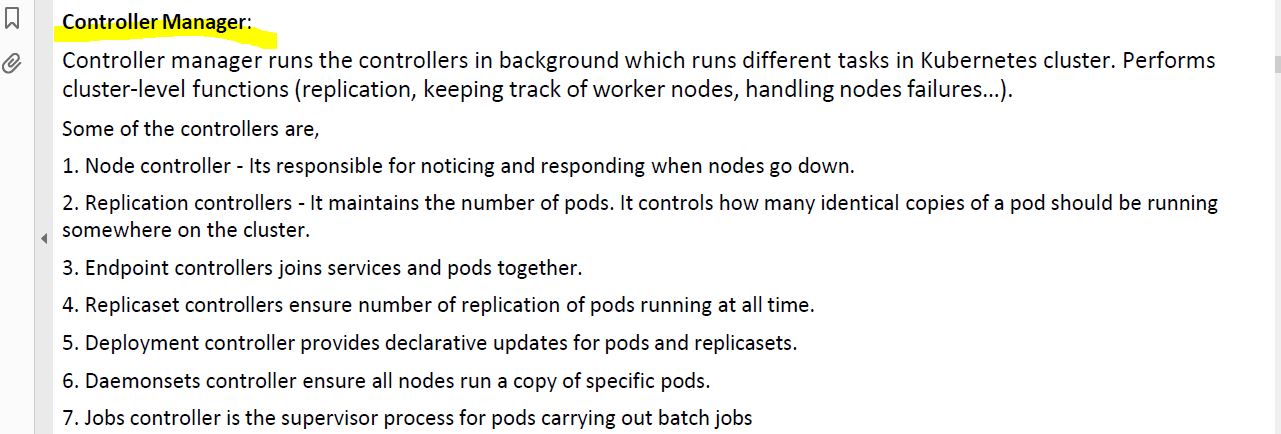 Controller Manager:
Controller manager runs the controllers in background which runs different tasks in Kubernetes cluster. Performs
cluster-level functions (replication, keeping track of worker nodes, handling nodes failures...).
Some of the controllers are,
1. Node controller - Its responsible for noticing and responding when nodes go down.
2. Replication controllers - It maintains the number of pods. It controls how many identical copies of a pod should be running
somewhere on the cluster.
3. Endpoint controllers joins services and pods together.
4. Replicaset controllers ensure number of replication of pods running at all time.
5. Deployment controller provides declarative updates for pods and replicasets.
6. Daemonsets controller ensure all nodes run a copy of specific pods.
7. Jobs controller is the supervisor process for pods carrying out batch jobs